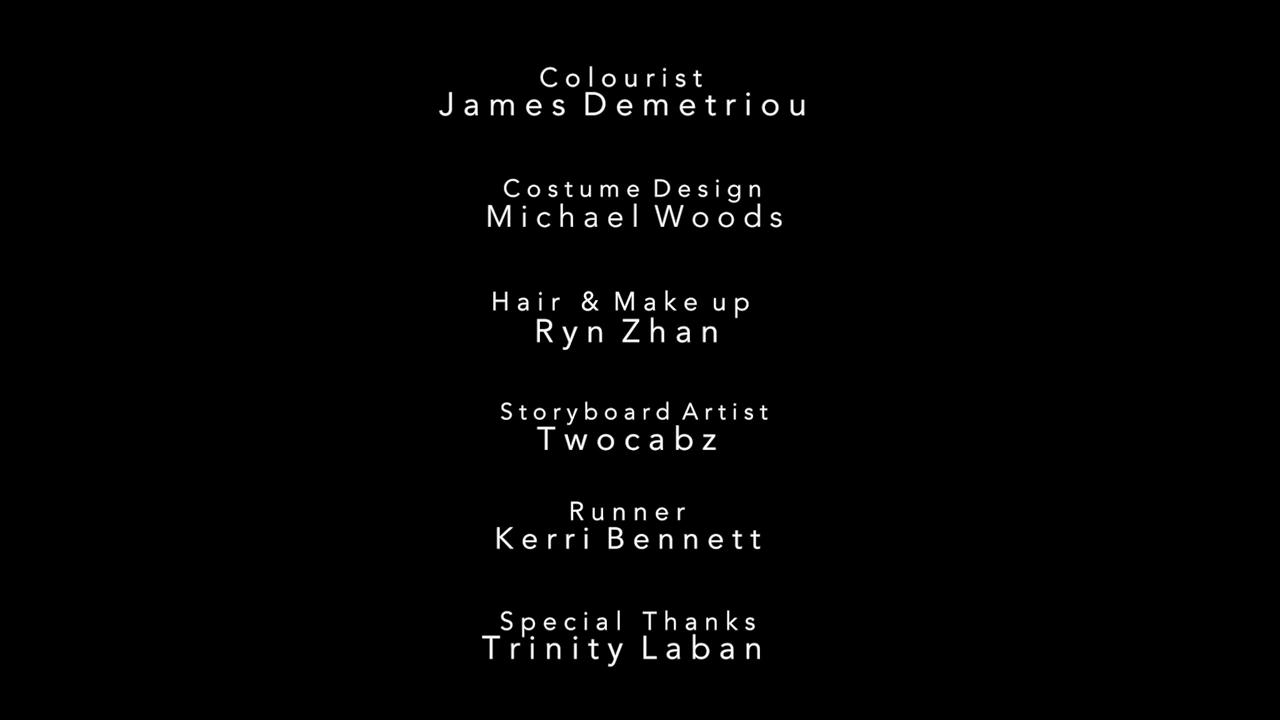 Colourist
James Demetriou
Costume Design
Michael Woods
Hair & Make up
Ryn Zhan
Storyboard Artist
Twocabz
Runner
Kerri Bennett
Special Thanks
Trinity Laban